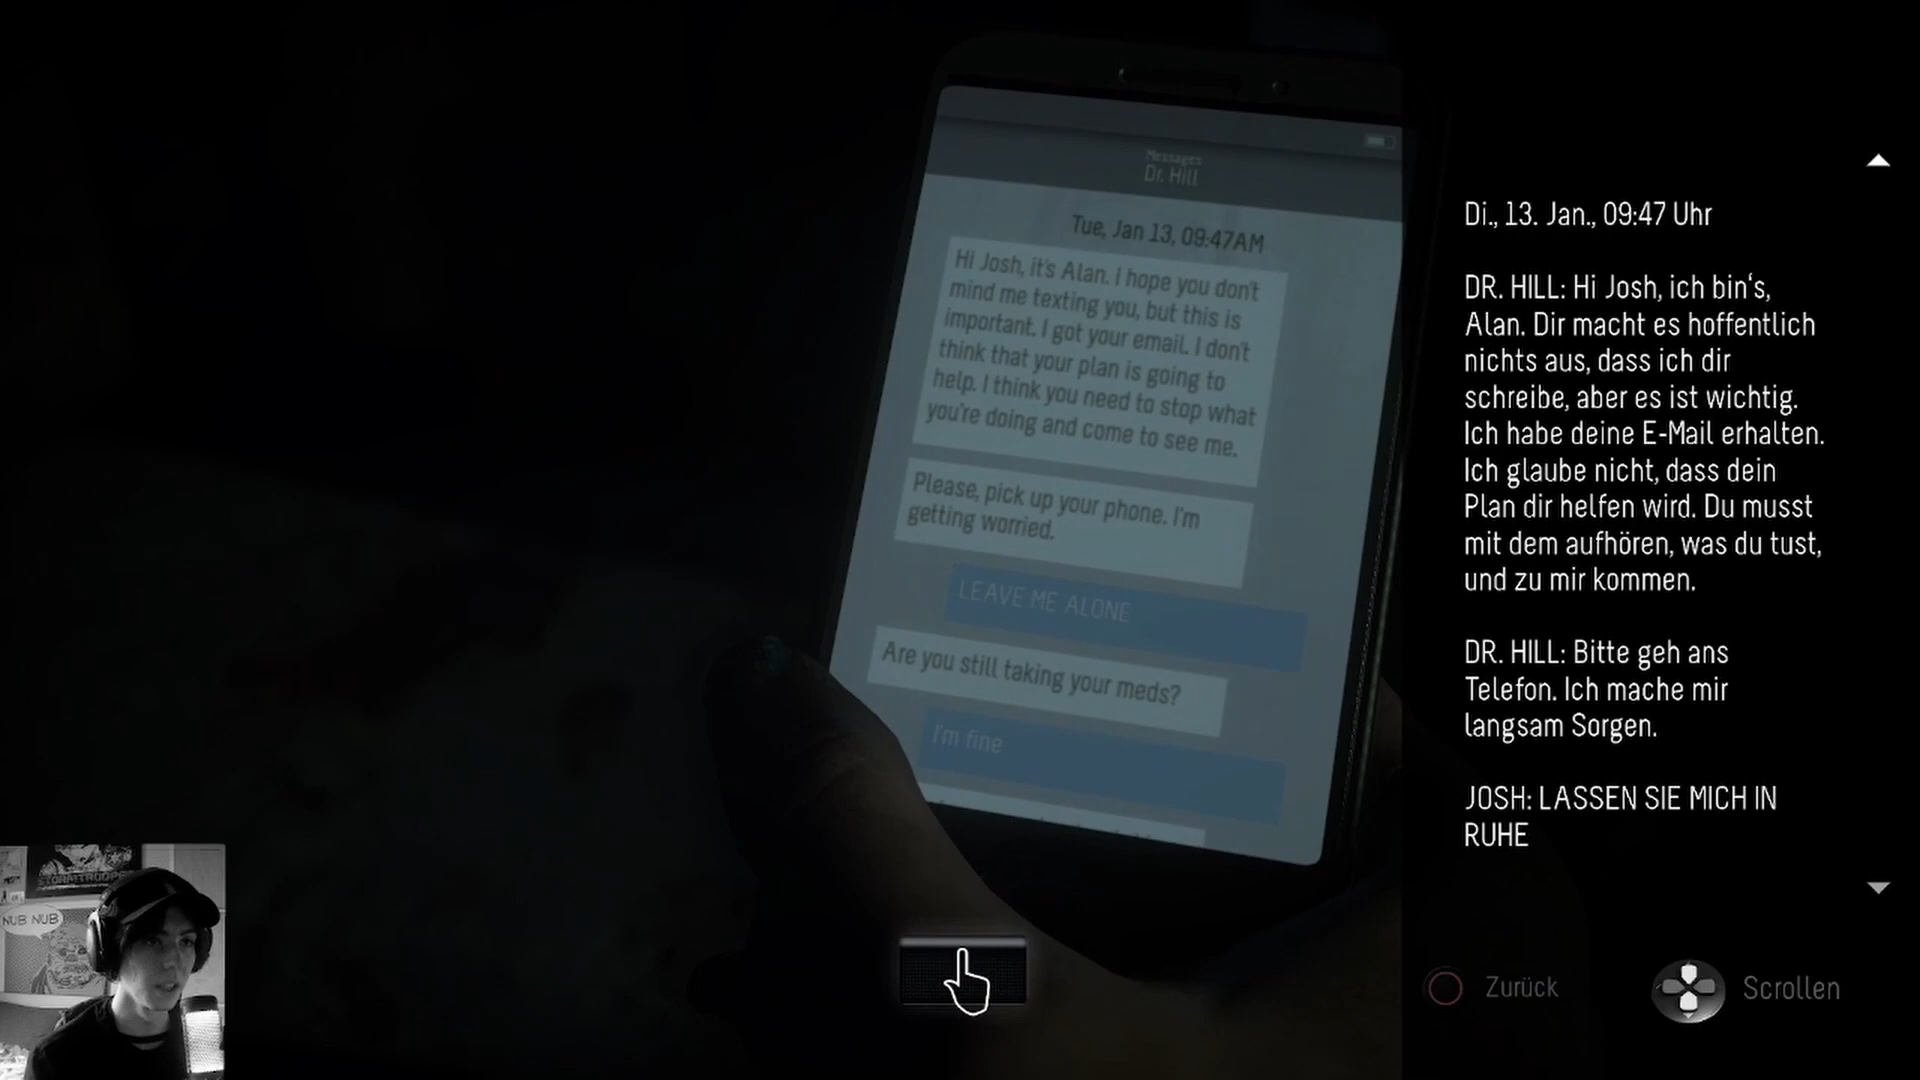 Messages
Dr. Hill
Tue, Jan 13, 09:47AM
Hi Josh, it's Alan. I hope you don't
mind me texting you, but this is
important. I got your email. I don't
think that your plan is going to
help. I think you need to stop what
you're doing and come to see me.
Please, pick up your phone. I'm
getting worried.
LEAVE ME ALONE
Are you still taking your meds?
I'm fine
Di., 13. Jan., 09:47 Uhr
DR. HILL: Hi Josh, ich bin‘s,
Alan. Dir macht es hoffentlich
nichts aus, dass ich dir
schreibe, aber es ist wichtig.
Ich habe deine E-Mail erhalten.
Ich glaube nicht, dass dein
Plan dir helfen wird. Du musst
mit dem aufhören, was du tust,
und zu mir kommen.
DR. HILL: Bitte geh ans
Telefon. Ich mache mir
langsam Sorgen.
JOSH: LASSEN SIE MICH IN
RUHE
Zurück
Scrollen
STORMTROOPER
NUB NUB